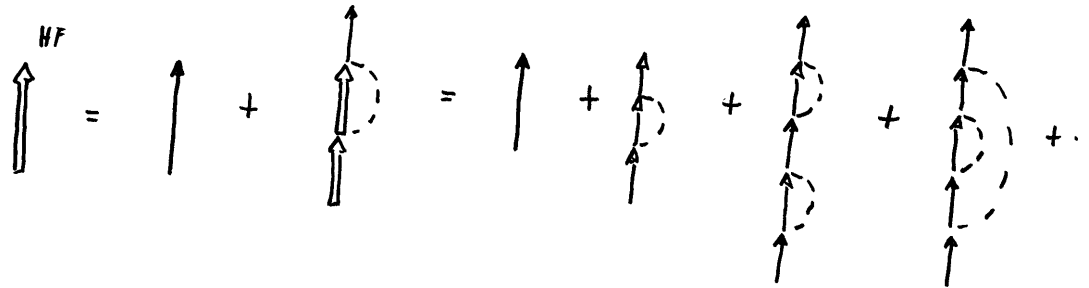 HF
= + = + + + + .